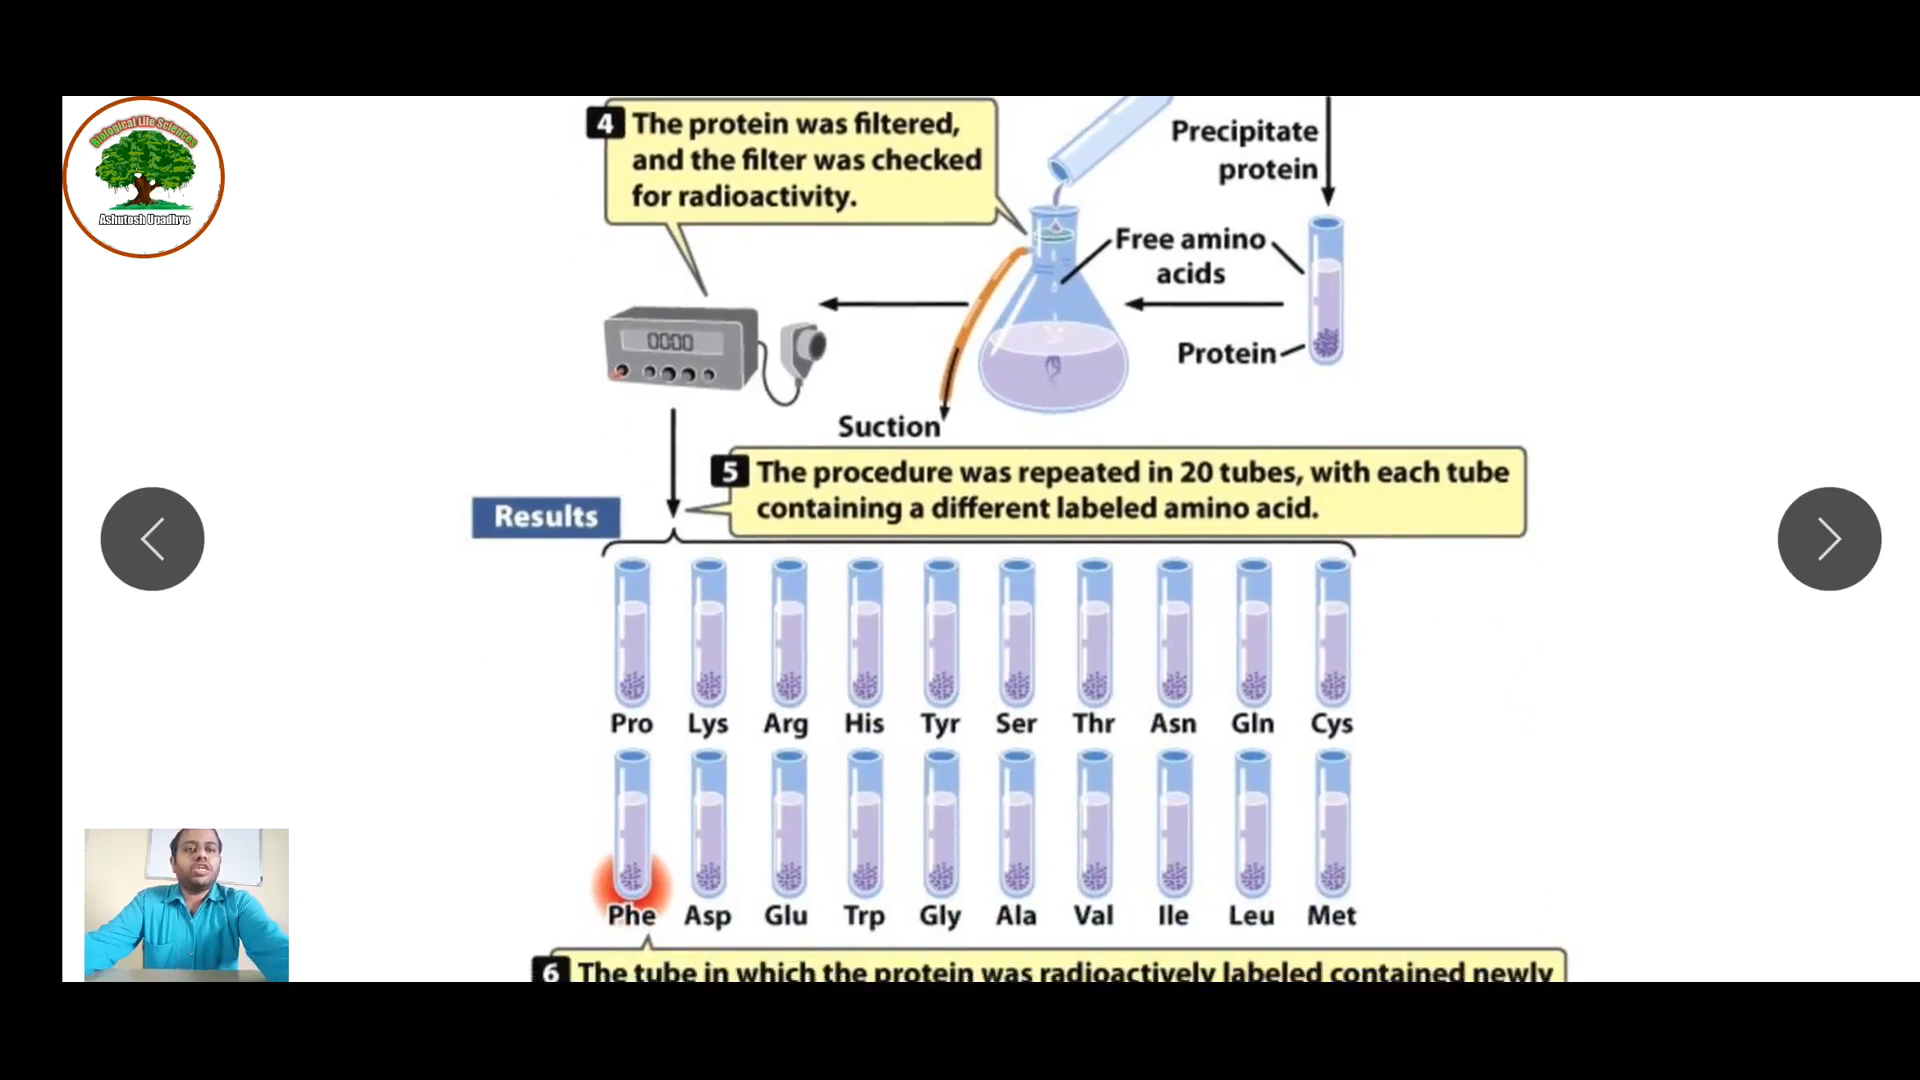 Biological Life Sciences
Ashutosh Upadhye
4 The protein was filtered,
and the filter was checked
for radioactivity.
Precipitate
protein
Free amino
acids
Protein
0000
Suction
5 The procedure was repeated in 20 tubes, with each tube
containing a different labeled amino acid.
Results
Pro Lys Arg His Tyr Ser Thr Asn Gln Cys
Phe Asp Glu Trp Gly Ala Val Ile Leu Met
6 The tube in which the protein was radioactively labeled contained newly